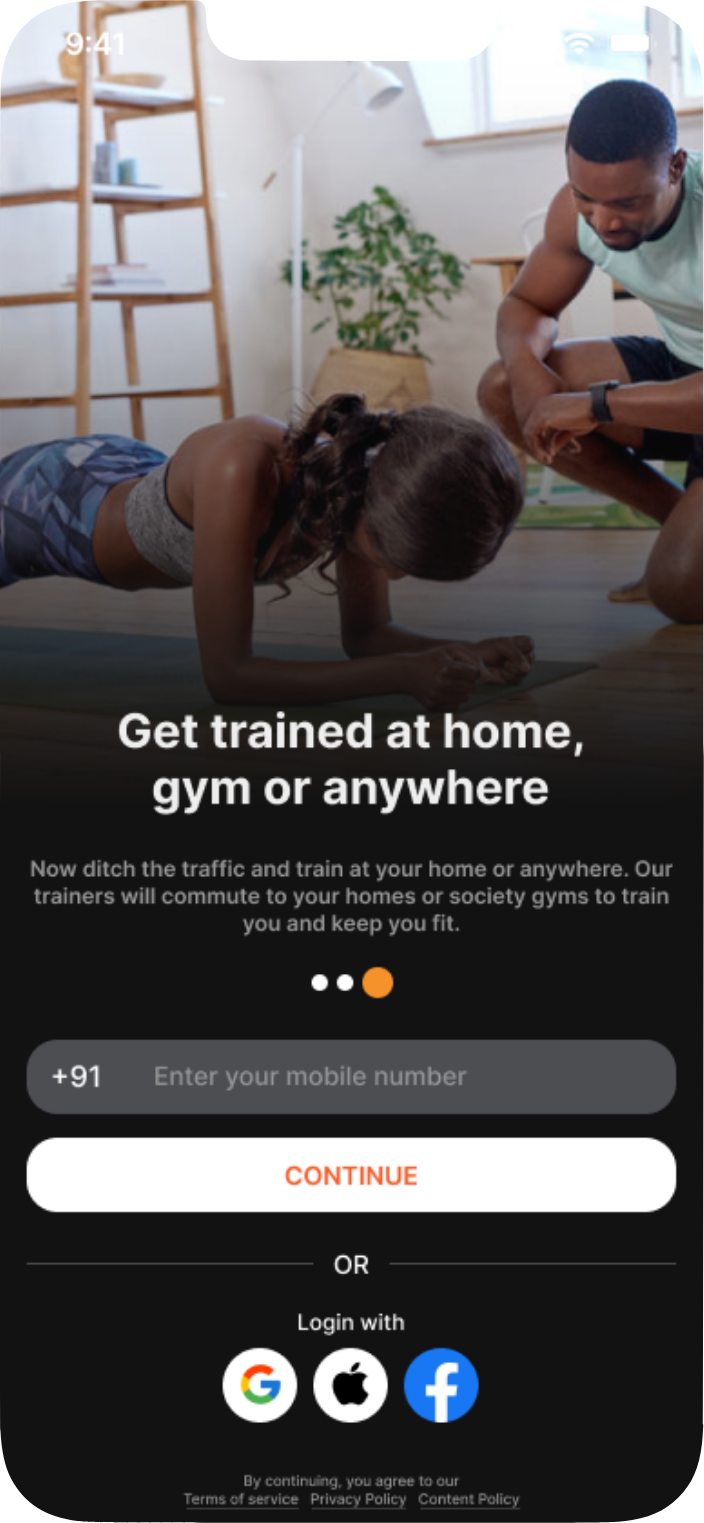 9:41
Get trained at home,
gym or anywhere
Now ditch the traffic and train at your home or anywhere. Our
trainers will commute to your homes or society gyms to train
you and keep you fit.
+91 Enter your mobile number
CONTINUE
OR
Login with
By continuing, you agree to our
Terms of service Privacy Policy Content Policy